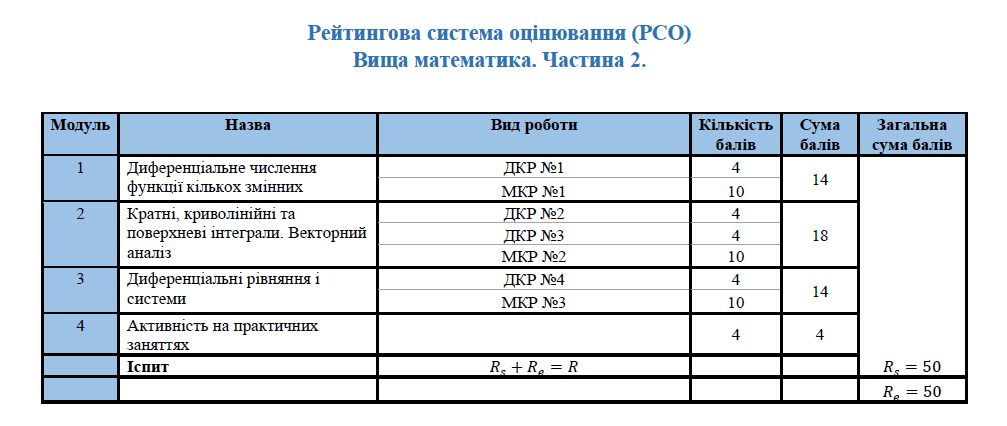 Рейтингова система оцінювання (РСО)
Вища математика. Частина 2.
Модуль Назва Вид роботи Кількість балів Сума балів Загальна сума балів
1 Диференціальне числення функції кількох змінних ДКР №1 4 14
МКР №1 10
2 Кратні, криволінійні та поверхневі інтеграли. Векторний аналіз ДКР №2 4 18
ДКР №3 4
МКР №2 10
3 Диференціальні рівняння і системи ДКР №4 4 14
МКР №3 10
4 Активність на практичних заняттях 4 4
Іспит R_s + R_e = R R_s = 50
R_e = 50